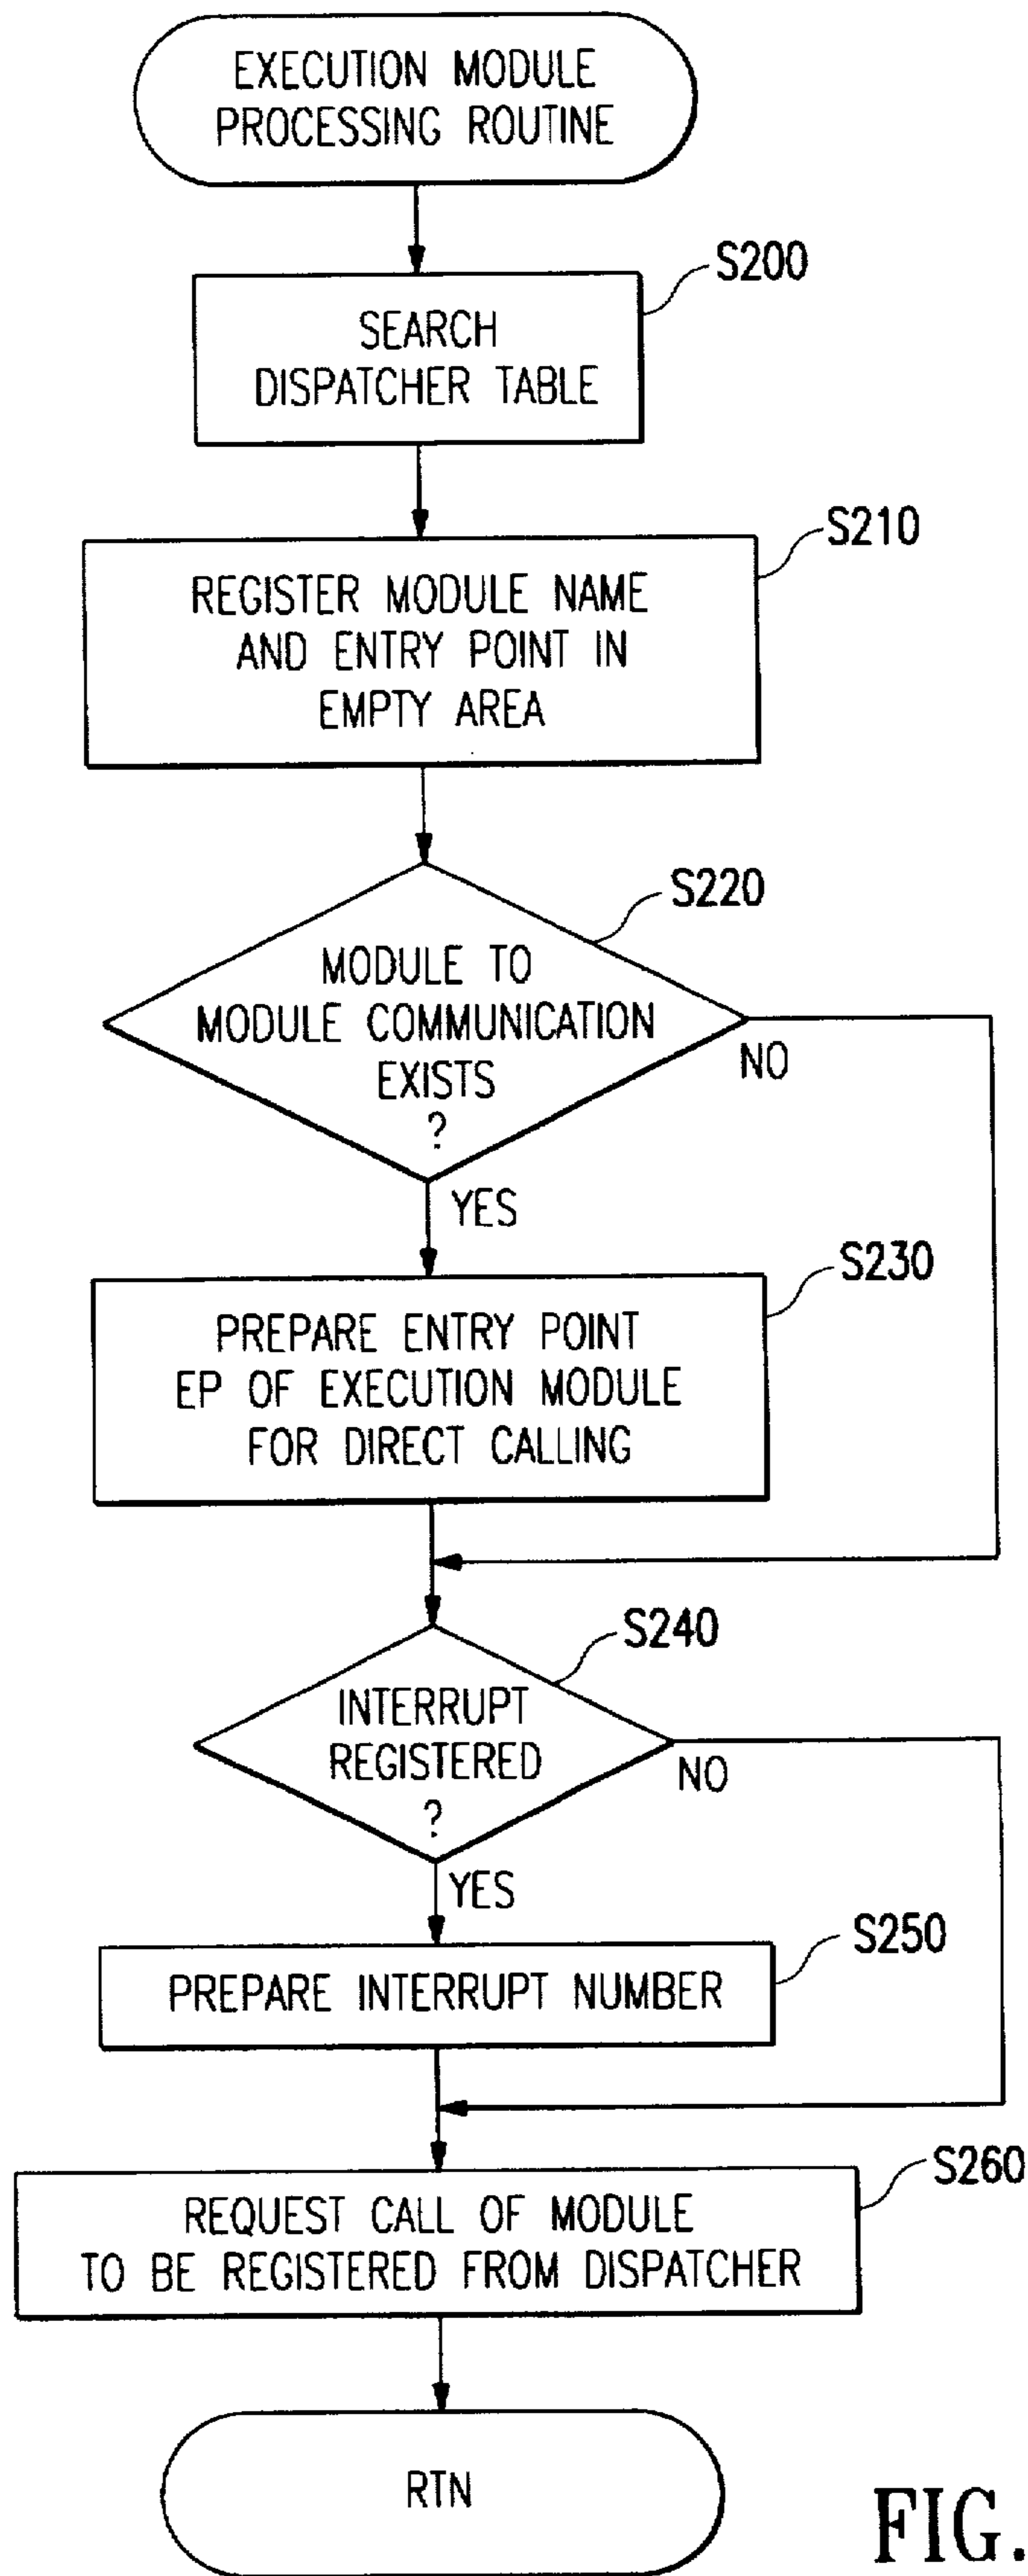 EXECUTION MODULE
PROCESSING ROUTINE
S200
SEARCH
DISPATCHER TABLE
S210
REGISTER MODULE NAME
AND ENTRY POINT IN
EMPTY AREA
S220
MODULE TO
MODULE COMMUNICATION
EXISTS
?
NO
YES
S230
PREPARE ENTRY POINT
EP OF EXECUTION MODULE
FOR DIRECT CALLING
S240
INTERRUPT
REGISTERED
?
NO
YES
S250
PREPARE INTERRUPT NUMBER
S260
REQUEST CALL OF MODULE
TO BE REGISTERED FROM DISPATCHER
RTN
FIG.